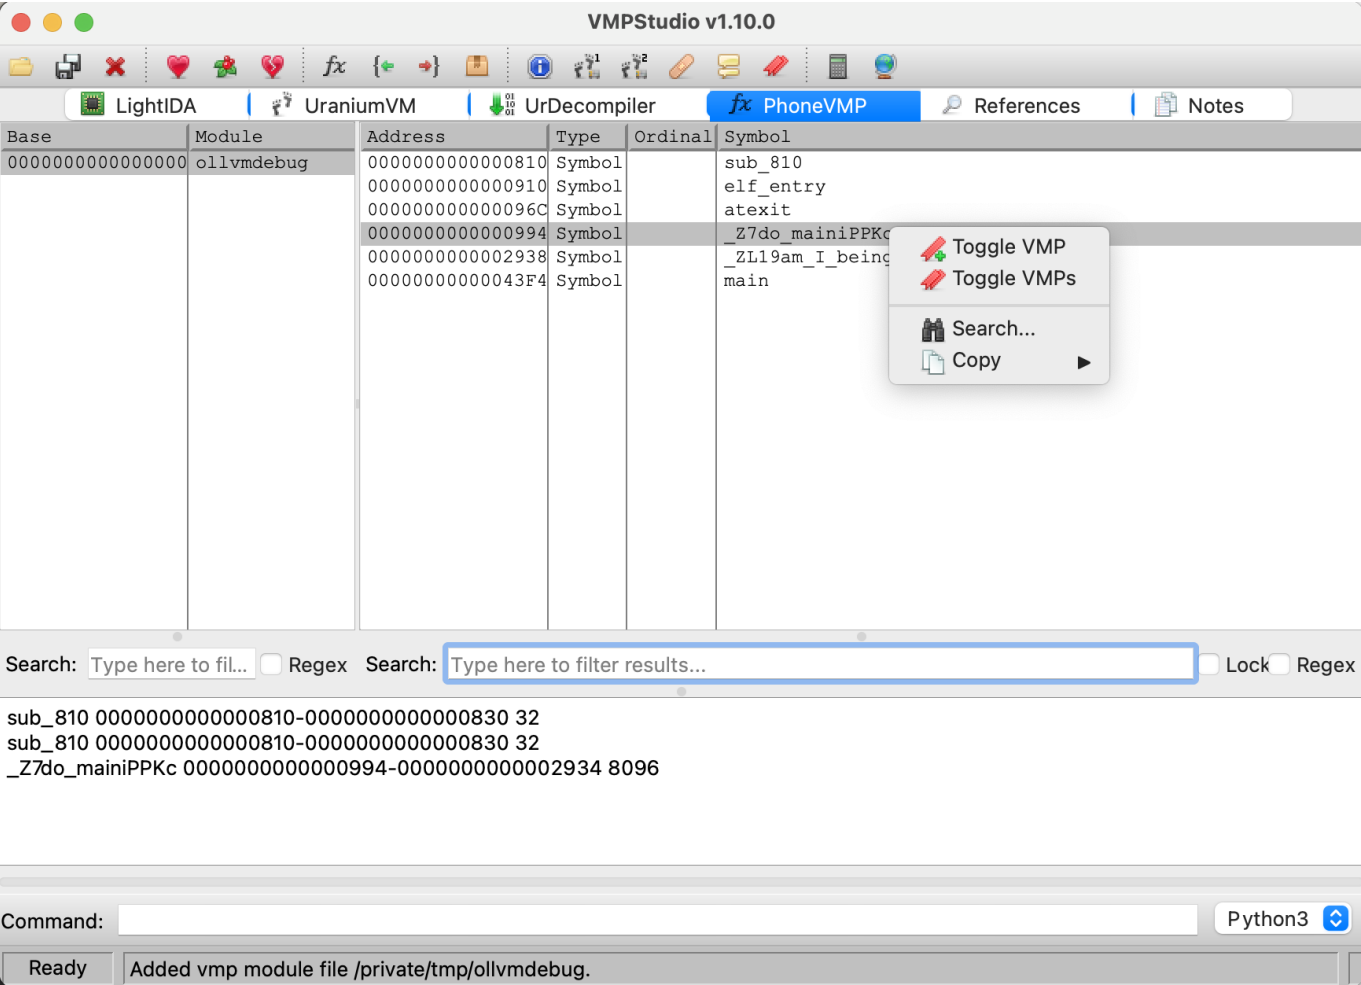 VMPStudio v1.10.0
fx
LightIDA
UraniumVM
UrDecompiler
fx PhoneVMP
References
Notes
Base Module
0000000000000000 ollvmdebug
Address Type Ordinal Symbol
0000000000000810 Symbol sub_810
0000000000000910 Symbol elf_entry
000000000000096C Symbol atexit
0000000000000994 Symbol _Z7do_mainiPPKc
0000000000002938 Symbol _ZL19am_I_being
00000000000043F4 Symbol main
Toggle VMP
Toggle VMPs
Search...
Copy
Search: Type here to fil... Regex
Search: Type here to filter results... Lock Regex
sub_810 0000000000000810-0000000000000830 32
sub_810 0000000000000810-0000000000000830 32
_Z7do_mainiPPKc 0000000000000994-0000000000002934 8096
Command:
Python3
Ready
Added vmp module file /private/tmp/ollvmdebug.